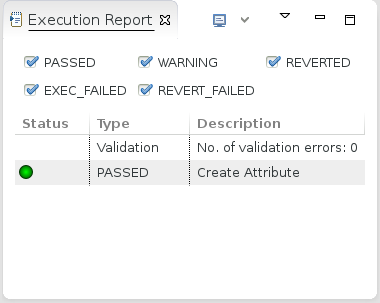 Execution Report
PASSED WARNING REVERTED
EXEC_FAILED REVERT_FAILED
Status Type Description
Validation No. of validation errors: 0
PASSED Create Attribute